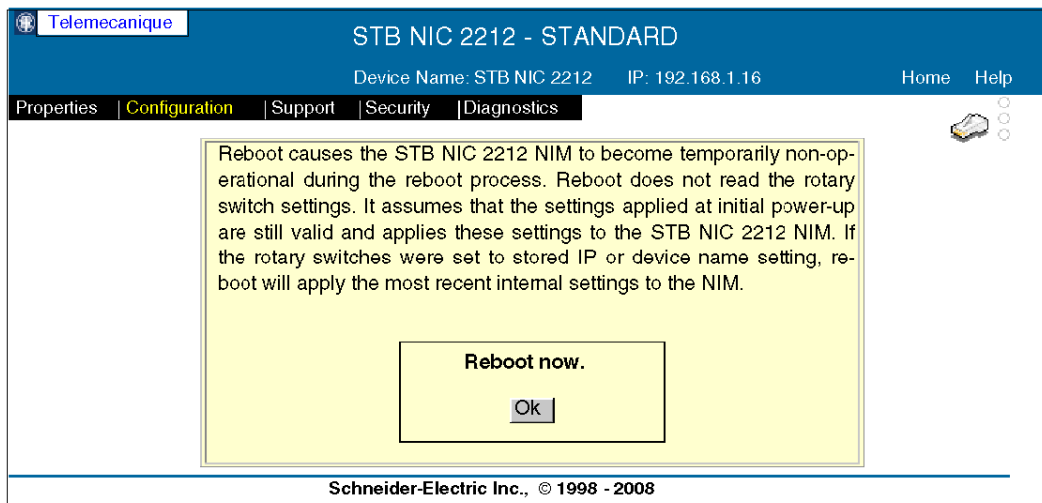 Telemecanique
STB NIC 2212 - STANDARD
Device Name: STB NIC 2212 IP: 192.168.1.16 Home Help
Properties |Configuration |Support |Security |Diagnostics
Reboot causes the STB NIC 2212 NIM to become temporarily non-op-
erational during the reboot process. Reboot does not read the rotary
switch settings. It assumes that the settings applied at initial power-up
are still valid and applies these settings to the STB NIC 2212 NIM. If
the rotary switches were set to stored IP or device name setting, re-
boot will apply the most recent internal settings to the NIM.
Reboot now.
Ok
Schneider-Electric Inc., © 1998 - 2008